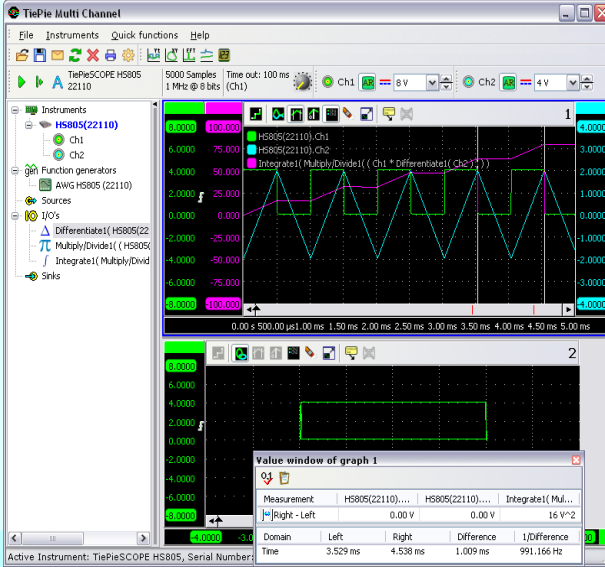 TiePie Multi Channel
File Instruments Quick functions Help
TiePieSCOPE HS805
22110
5000 Samples
1 MHz @ 8 bits
Time out: 100 ms
(Ch1)
Ch1 AR 8 V
Ch2 A 4 V
Instruments
HS805(22110)
Ch1
Ch2
gen Function generators
AWG HS805 (22110)
Sources
I/O's
Differentiate1( HS805(22
Multiply/Divide1( ( HS805(
Integrate1( Multiply/Divid
Sinks
1
HS805(22110).Ch1
HS805(22110).Ch2
Integrate1( Multiply/Divide1( ( Ch1 * Differentiate1( Ch2 ) ) ))
8.0000 100.000 4.0000
6.0000 75.000 3.0000
4.0000 50.000 2.0000
2.0000 25.000 1.0000
0.0000 0.000 0.0000
-2.0000 -25.000 -1.0000
-4.0000 -50.000 -2.0000
-6.0000 -75.000 -3.0000
-8.0000 -100.000 -4.0000
0.00 s 500.00 µs 1.00 ms 1.50 ms 2.00 ms 2.50 ms 3.00 ms 3.50 ms 4.00 ms 4.50 ms 5.00 ms
2
8.0000
6.0000
4.0000
2.0000
0.0000
-2.0000
-4.0000
-6.0000
-8.0000
-4.0000 -3.0
Value window of graph 1
Measurement HS805(22110).... HS805(22110).... Integrate1( Mul...
Right - Left 0.00 V 0.00 V 16 V^2
Domain Left Right Difference 1/Difference
Time 3.529 ms 4.538 ms 1.009 ms 991.166 Hz
Active Instrument: TiePieSCOPE HS805, Serial Number: